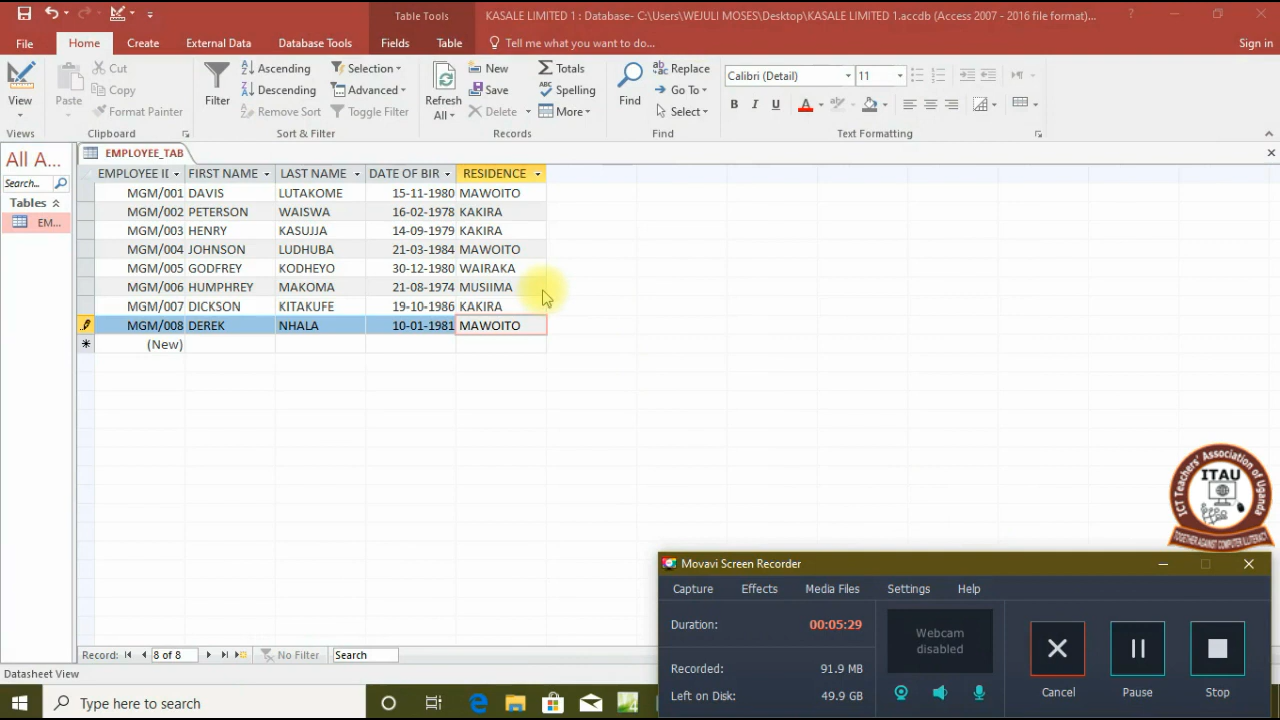 KASALE LIMITED 1 : Database- C:\Users\WEJULI MOSES\Desktop\KASALE LIMITED 1.accdb (Access 2007 - 2016 file format)...
Table Tools
File Home Create External Data Database Tools Fields Table Tell me what you want to do... Sign in
View
Views
Paste
Cut
Copy
Format Painter
Clipboard
Filter
Ascending
Descending
Remove Sort
Selection
Advanced
Toggle Filter
Sort & Filter
Refresh
All
New
Save
Delete
Totals
Spelling
More
Records
Find
Replace
Go To
Select
Find
Calibri (Detail) 11
B I U A
Text Formatting
All A...
Search...
Tables
EM...
EMPLOYEE_TAB
EMPLOYEE IE FIRST NAME LAST NAME DATE OF BIR RESIDENCE
MGM/001 DAVIS LUTAKOME 15-11-1980 MAWOITO
MGM/002 PETERSON WAISWA 16-02-1978 KAKIRA
MGM/003 HENRY KASUJJA 14-09-1979 KAKIRA
MGM/004 JOHNSON LUDHUBA 21-03-1984 MAWOITO
MGM/005 GODFREY KODHEYO 30-12-1980 WAIRAKA
MGM/006 HUMPHREY MAKOMA 21-08-1974 MUSIIMA
MGM/007 DICKSON KITAKUFE 19-10-1986 KAKIRA
MGM/008 DEREK NHALA 10-01-1981 MAWOITO
(New)
ICT Teachers' Association of Uganda
ITAU
TOGETHER AGAINST COMPUTER ILLITERACY
Movavi Screen Recorder
Capture Effects Media Files Settings Help
Duration: 00:05:29
Recorded: 91.9 MB
Left on Disk: 49.9 GB
Webcam
disabled
Cancel Pause Stop
Record: 8 of 8 No Filter Search
Datasheet View
Type here to search